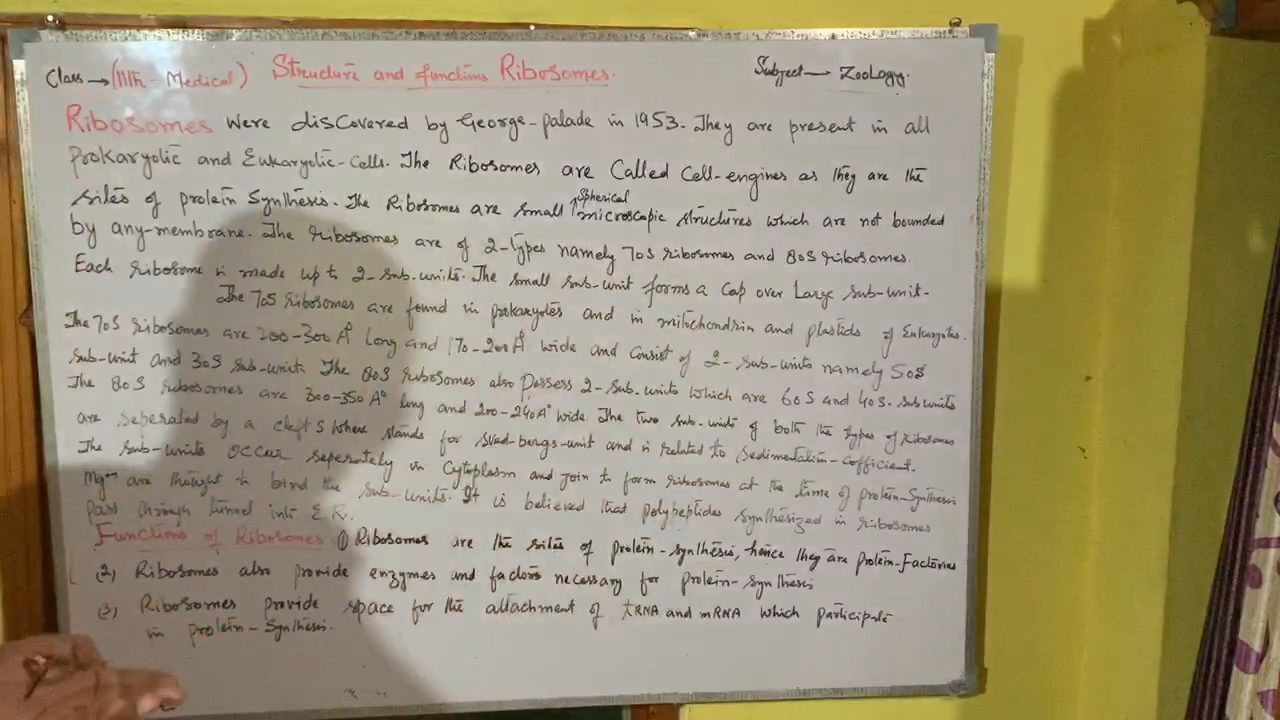 Class → (11th - Medical) Structure and functions Ribosomes. Subject — Zoology.
Ribosomes were discovered by George-palade in 1953. They are present in all
Prokaryotic and Eukaryotic-Cells. The Ribosomes are Called Cell-engines as they are the
sites of protein Synthesis. The Ribosomes are small ↑ spherical microscopic structures which are not bounded
by any-membrane. The Ribosomes are of 2-types namely 70S Ribosomes and 80S Ribosomes.
Each Ribosome is made up to 2-sub-units. The small sub-unit forms a Cap over Large sub-unit-
The 70S Ribosomes are found in prokaryotes and in mitochondria and plastids of Eukaryotes.
The 70S Ribosomes are 200-300 A° long and 170-200 A° wide and Consist of 2-sub-units namely 50S
sub-unit and 30S sub-unit. The 80S Ribosomes also Possess 2-sub.units which are 60S and 40S-subunits
The 80S Ribosomes are 300-350 A° long and 200-240 A° wide. The two sub-units of both the types of Ribosomes
are seperated by a cleft S where stands for sved-bergs-unit and is related to Sedimentation-Cofficient.
The sub-units occur seperately in Cytoplasm and join to form ribosomes at the time of protein-Synthesis
Mg++ are thought to bind the sub-units. It is believed that polypeptides synthesized in ribosomes
pass through tunnel into E.R.
Functions of Ribosomes ① Ribosomes are the sites of protein-synthesis, hence they are Protein-Factories
(2) Ribosomes also provide enzymes and factors necessary for protein-synthesis
(3) Ribosomes provide space for the attachment of tRNA and mRNA which participate
in protein-Synthesis.